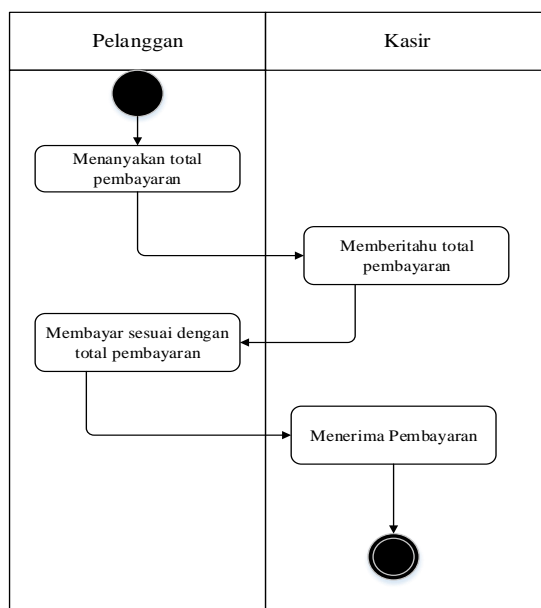 Pelanggan
Kasir
Menanyakan total
pembayaran
Memberitahu total
pembayaran
Membayar sesuai dengan
total pembayaran
Menerima Pembayaran